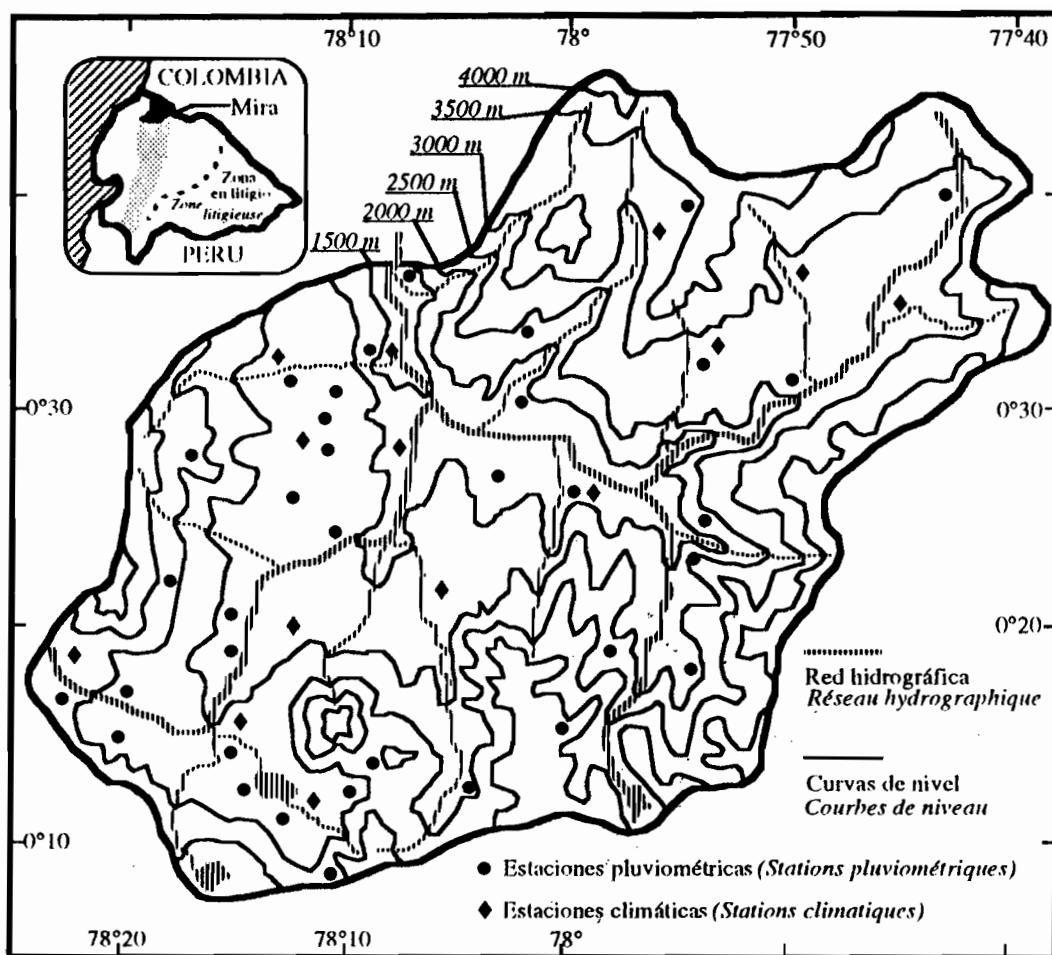 78°10
78°
77°50
77°40
COLOMBIA
Mira
Zona
en litigio
Zone
litigieuse
PERU
4000 m
3500 m
3000 m
2500 m
2000 m
1500 m
0°30
0°30
0°20
Red hidrográfica
Réseau hydrographique
Curvas de nivel
Courbes de niveau
0°10
● Estaciones pluviométricas (Stations pluviométriques)
♦ Estaciones climáticas (Stations climatiques)
78°20
78°10
78°